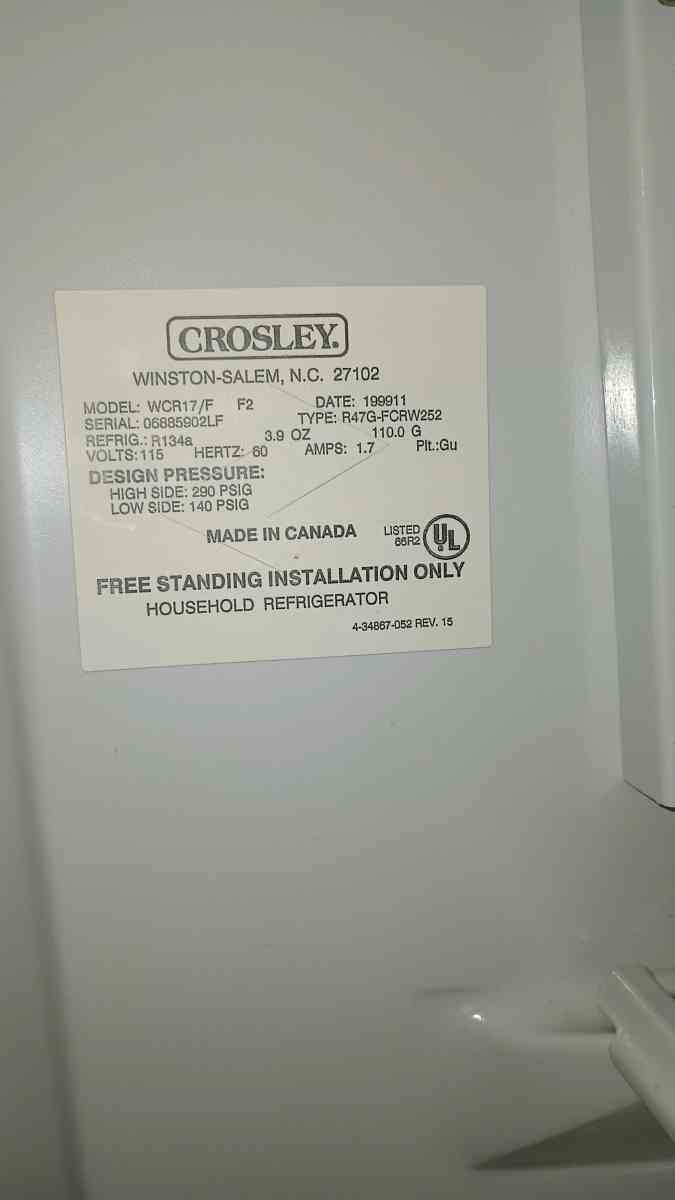 CROSLEY.
WINSTON-SALEM, N.C. 27102
MODEL: WCR17/F F2 DATE: 199911
SERIAL: 06885902LF TYPE: R47G-FCRW252
REFRIG.: R134a 3.9 OZ 110.0 G
VOLTS:115 HERTZ: 60 AMPS: 1.7 Plt.:Gu
DESIGN PRESSURE:
HIGH SIDE: 290 PSIG
LOW SIDE: 140 PSIG
MADE IN CANADA LISTED 66R2 UL
FREE STANDING INSTALLATION ONLY
HOUSEHOLD REFRIGERATOR
4-34867-052 REV. 15